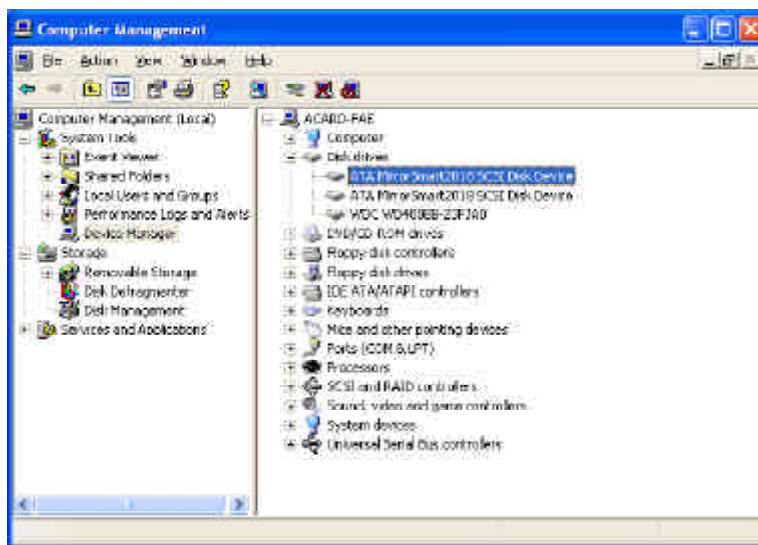 Computer Management
File Action View Window Help
Computer Management (Local)
System Tools
Event Viewer
Shared Folders
Local Users and Groups
Performance Logs and Alerts
Device Manager
Storage
Removable Storage
Disk Defragmenter
Disk Management
Services and Applications
ACARD-FAE
Computer
Disk drives
ATA MirrorSmart2018 SCSI Disk Device
ATA MirrorSmart2018 SCSI Disk Device
WDC
DVD/CD-ROM drives
Floppy disk controllers
Floppy disk drives
IDE ATA/ATAPI controllers
Keyboards
Mice and other pointing devices
Ports (COM & LPT)
Processors
SCSI and RAID controllers
Sound, video and game controllers
System devices
Universal Serial Bus controllers